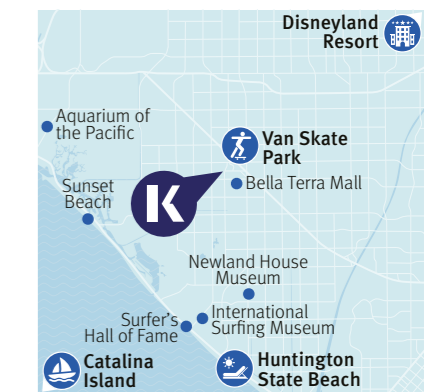 Disneyland
Resort
Aquarium of
the Pacific
Van Skate
Park
Sunset
Beach
K
Bella Terra Mall
Newland House
Museum
Surfer's
Hall of Fame
International
Surfing Museum
Catalina
Island
Huntington
State Beach